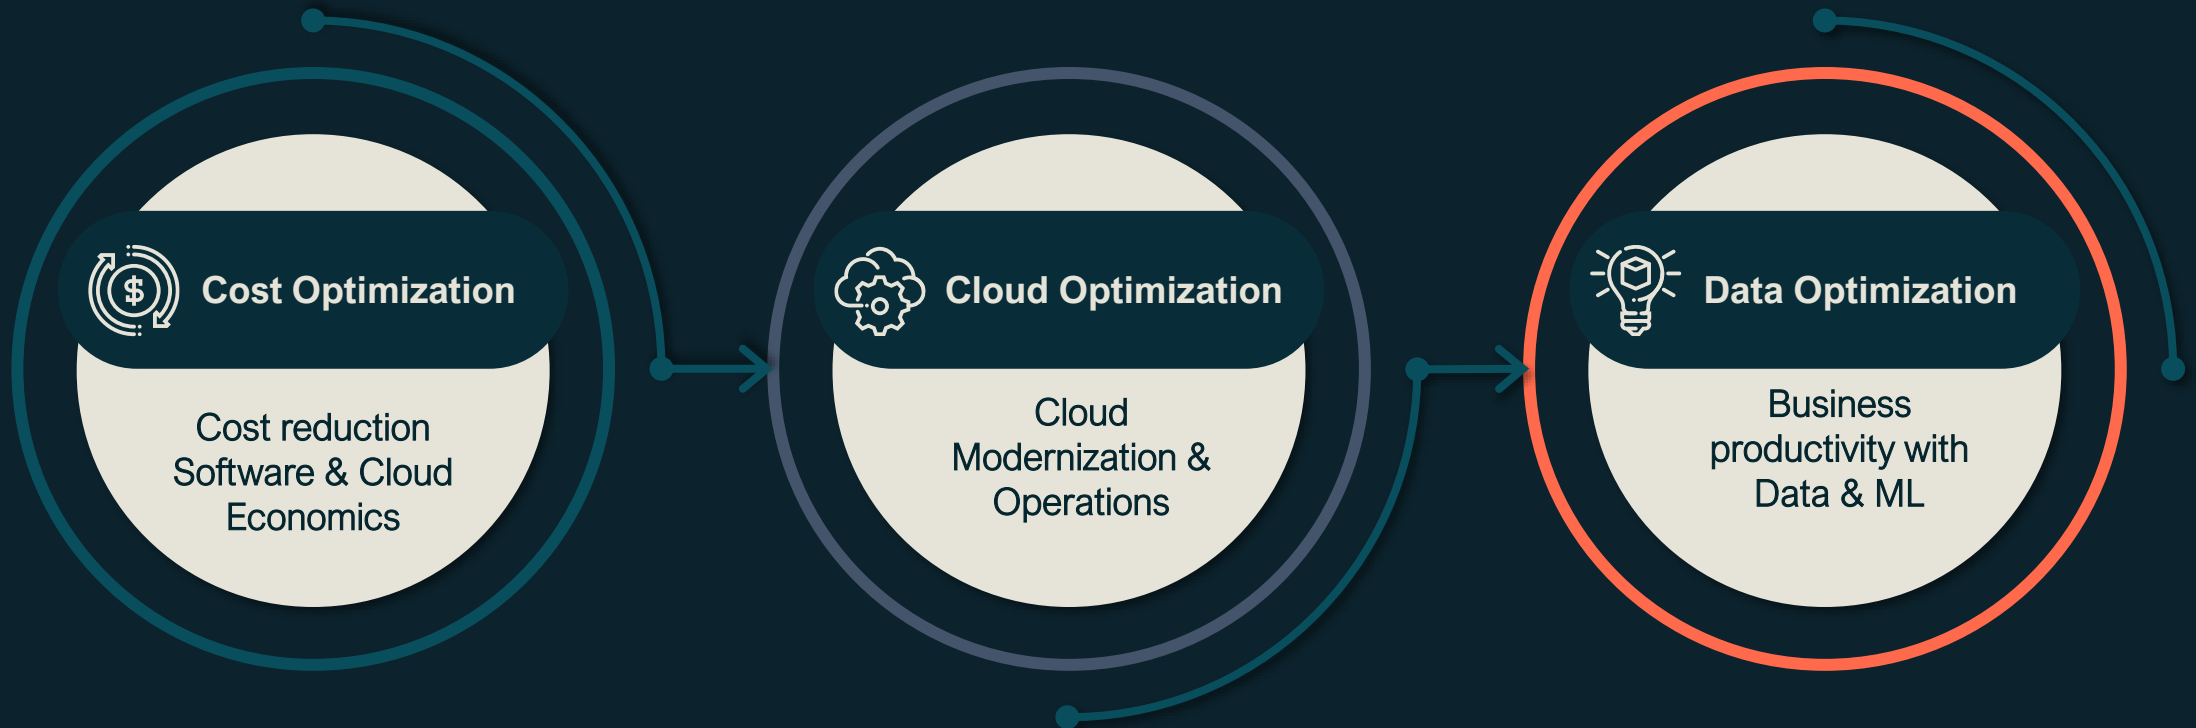 Cost Optimization
Cost reduction
Software & Cloud
Economics
Cloud Optimization
Cloud
Modernization &
Operations
Data Optimization
Business
productivity with
Data & ML